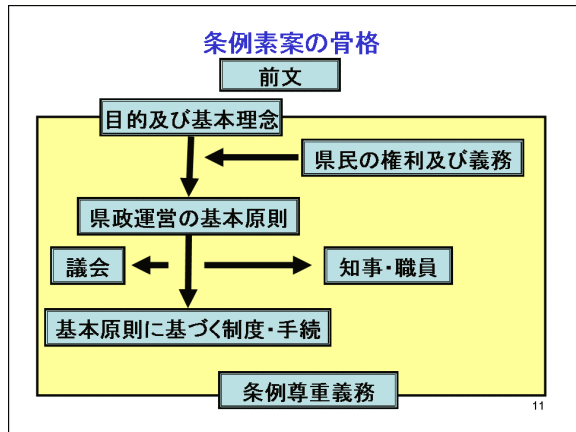 条例素案の骨格
前文
目的及び基本理念
県民の権利及び義務
県政運営の基本原則
議会
知事・職員
基本原則に基づく制度・手続
条例尊重義務
11